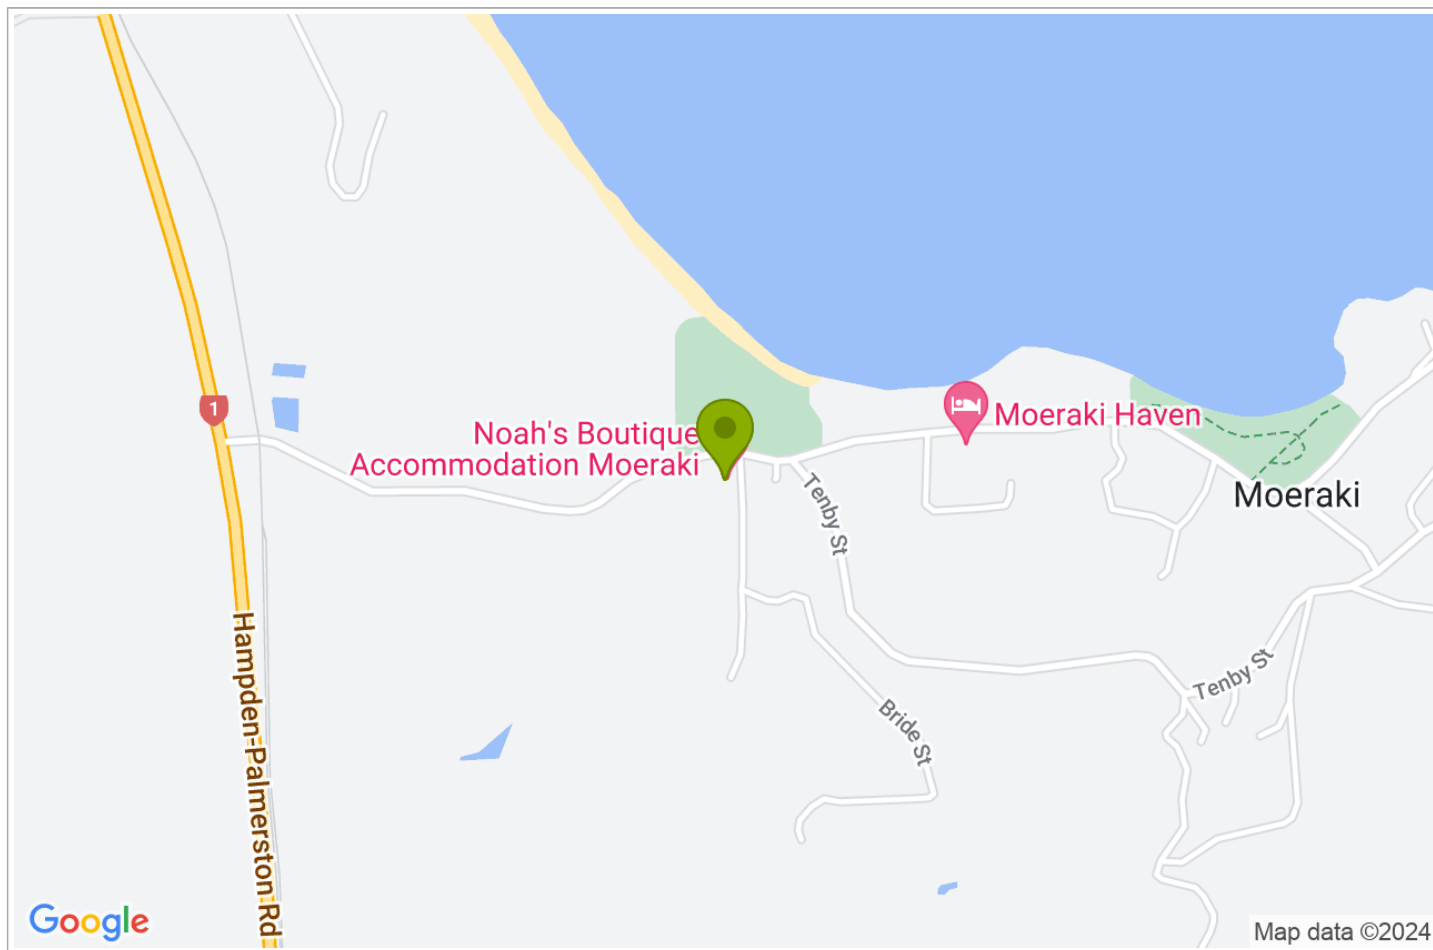 1
Noah's Boutique
Accommodation Moeraki
Moeraki Haven
Moeraki
Tenby St
Tenby St
Bride St
Hampden-Palmerston Rd
Google
Map data ©2024